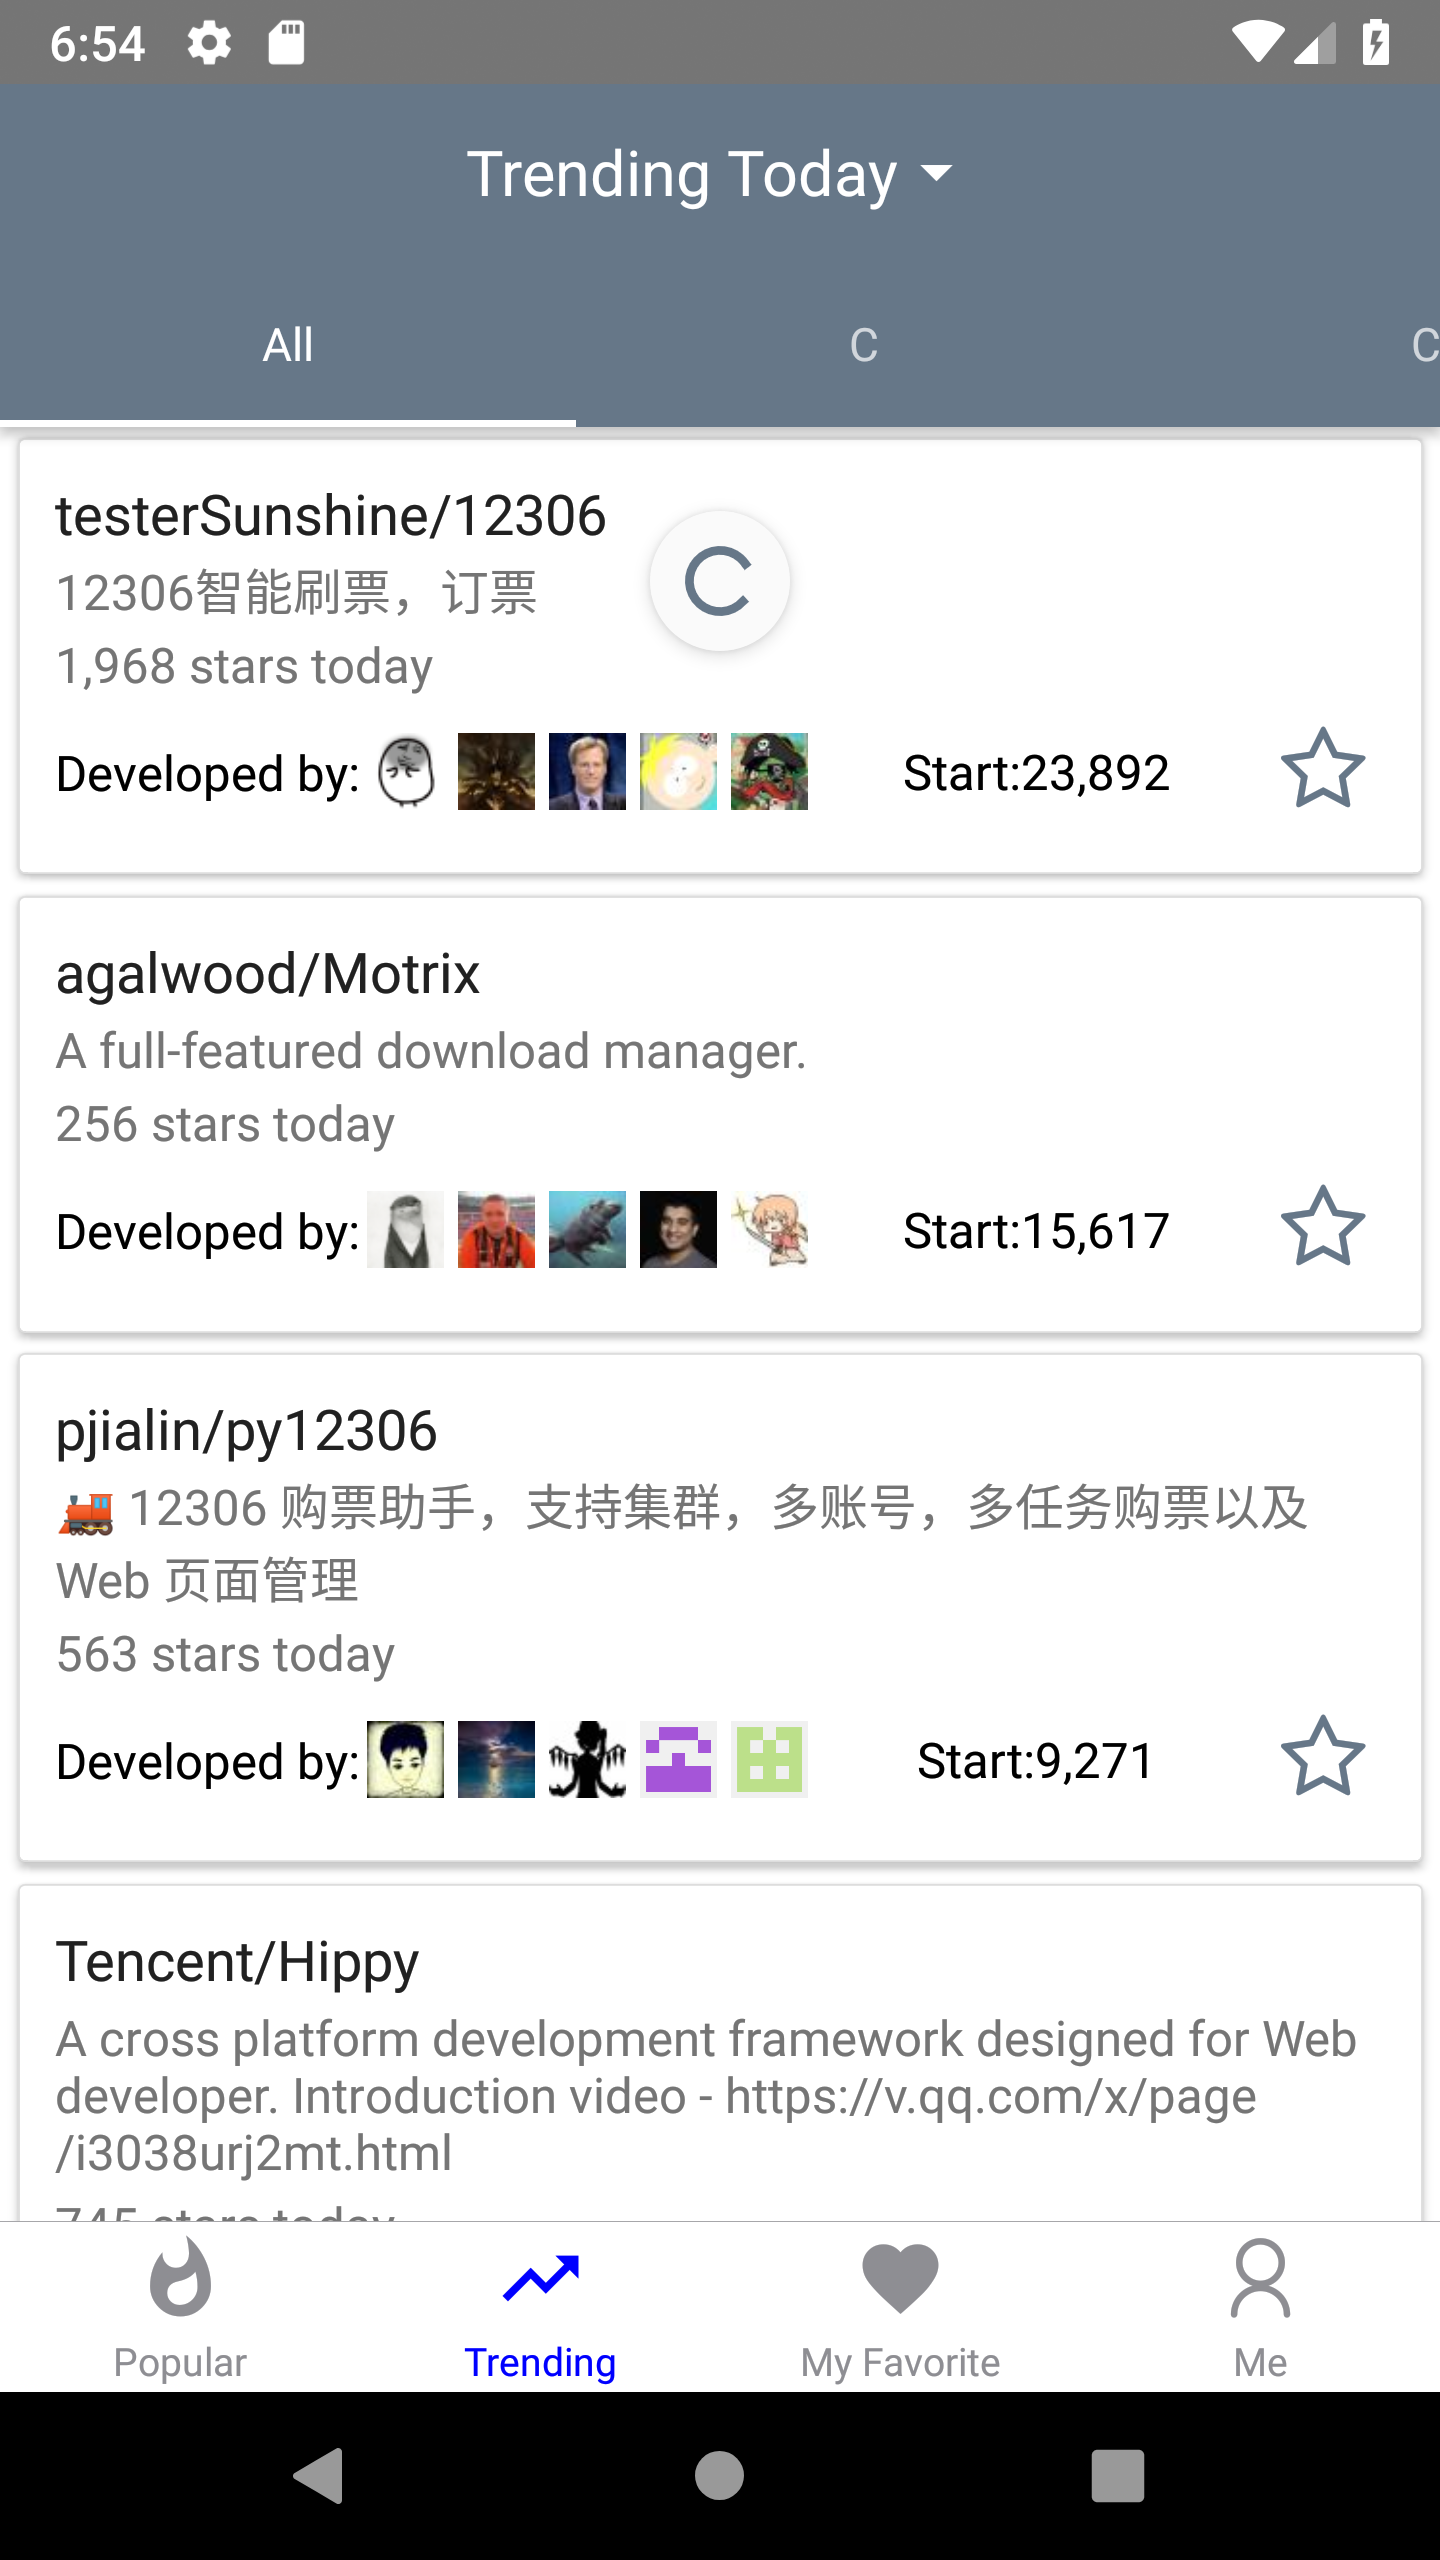 6:54
Trending Today
All
C
C
testerSunshine/12306
12306智能刷票，订票
1,968 stars today
Developed by:
Start:23,892
agalwood/Motrix
A full-featured download manager.
256 stars today
Developed by:
Start:15,617
pjialin/py12306
🚂 12306 购票助手，支持集群，多账号，多任务购票以及
Web 页面管理
563 stars today
Developed by:
Start:9,271
Tencent/Hippy
A cross platform development framework designed for Web
developer. Introduction video - https://v.qq.com/x/page
/i3038urj2mt.html
745 stars today
Popular
Trending
My Favorite
Me